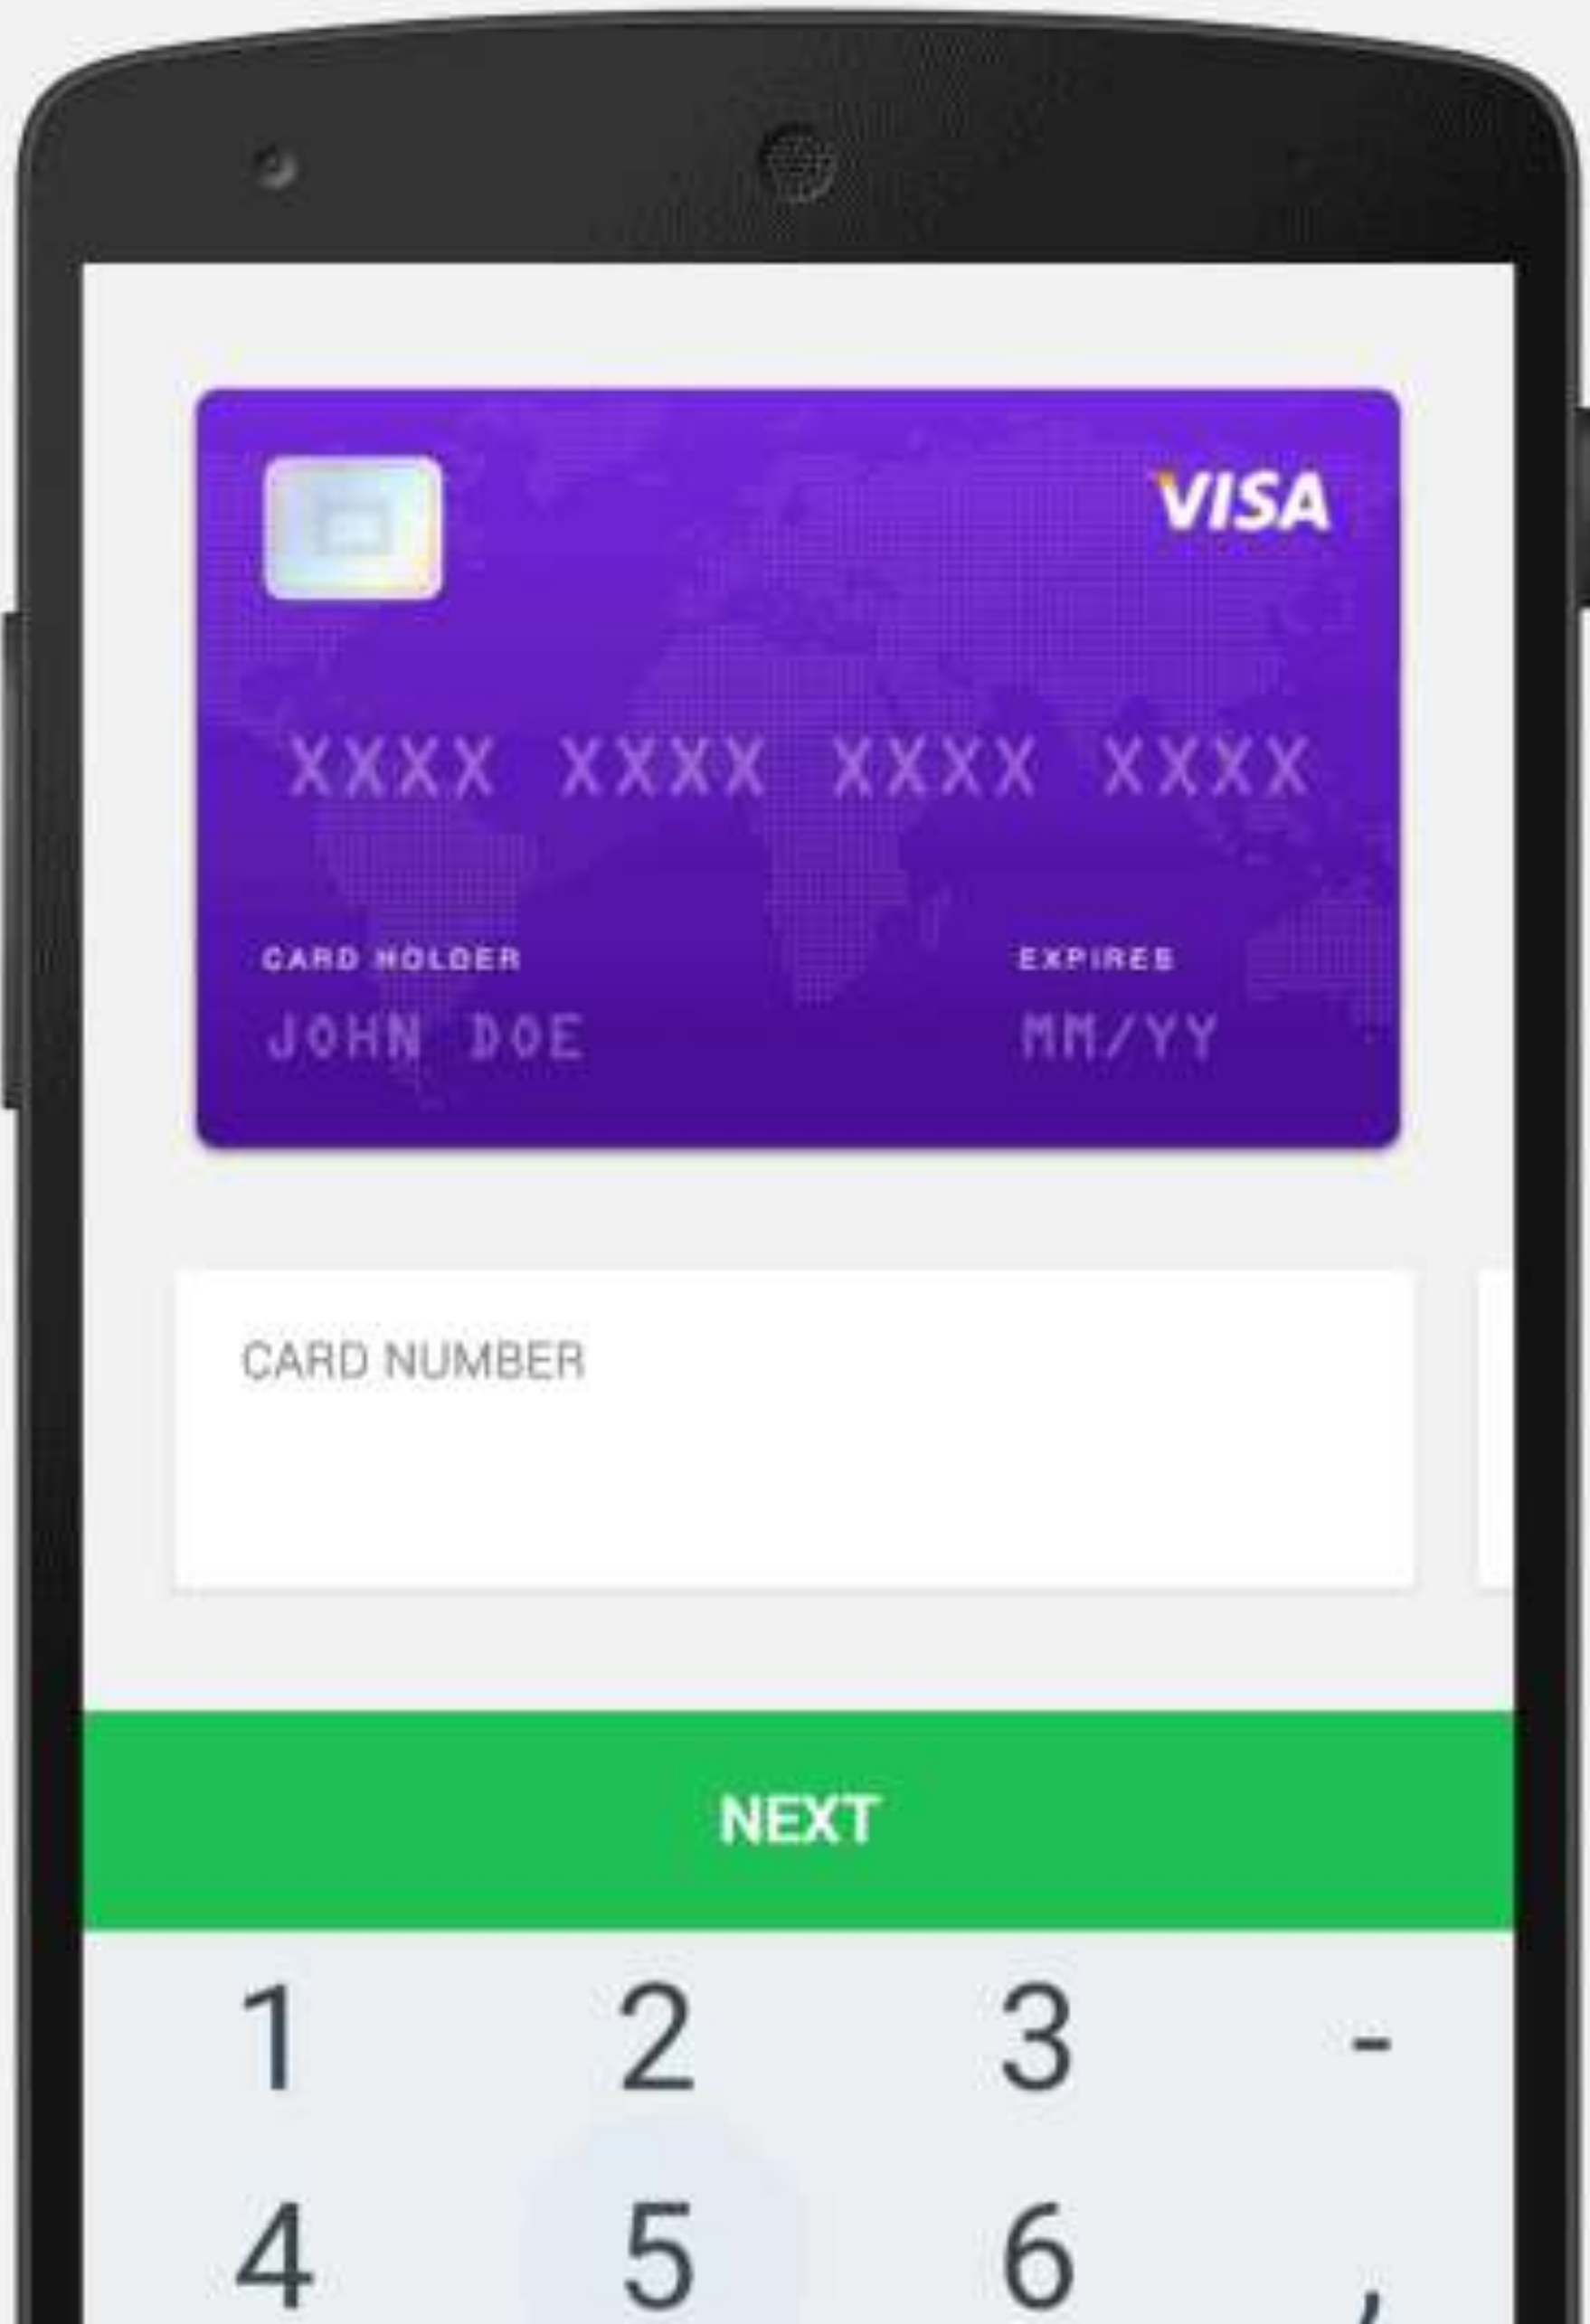 VISA
XXXX XXXX XXXX XXXX
CARD HOLDER EXPIRES
JOHN DOE MM/YY
CARD NUMBER
NEXT
1 2 3 -
4 5 6 ,